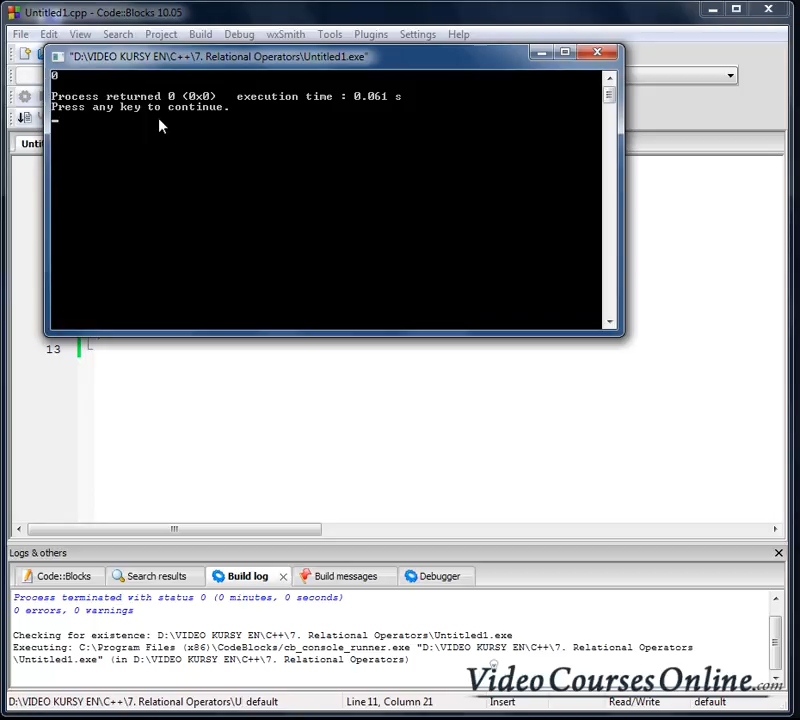 Untitled1.cpp - Code::Blocks 10.05
File Edit View Search Project Build Debug wxSmith Tools Plugins Settings Help
"D:\VIDEO KURSY EN\C++\7. Relational Operators\Untitled1.exe"
0
Process returned 0 (0x0)   execution time : 0.061 s
Press any key to continue.
13
Logs & others
Code::Blocks Search results Build log Build messages Debugger
Process terminated with status 0 (0 minutes, 0 seconds)
0 errors, 0 warnings
Checking for existence: D:\VIDEO KURSY EN\C++\7. Relational Operators\Untitled1.exe
Executing: C:\Program Files (x86)\CodeBlocks/cb_console_runner.exe "D:\VIDEO KURSY EN\C++\7. Relational Operators
\Untitled1.exe" (in D:\VIDEO KURSY EN\C++\7. Relational Operators)
VideoCoursesOnline.com
D:\VIDEO KURSY EN\C++\7. Relational Operators\U default Line 11, Column 21 Insert Read/Write default